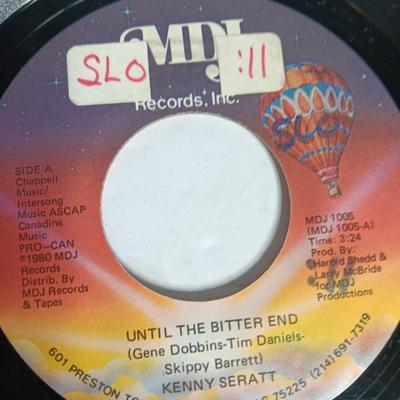 MDJ
SLO :11
Records, Inc.
SIDE A
Chappell
Music/
Intersong
Music ASCAP
Canadina
Music
PRO-CAN
℗1980 MDJ
Records
Distrib. By
MDJ Records
& Tapes
MDJ 1005
(MDJ 1005-A)
Time: 3:24
Prod. By:
Harold Shedd &
Larry McBride
for MDJ
Productions
UNTIL THE BITTER END
(Gene Dobbins-Tim Daniels-
Skippy Barrett)
KENNY SERATT
601 PRESTON 75225 (214) 691-7319